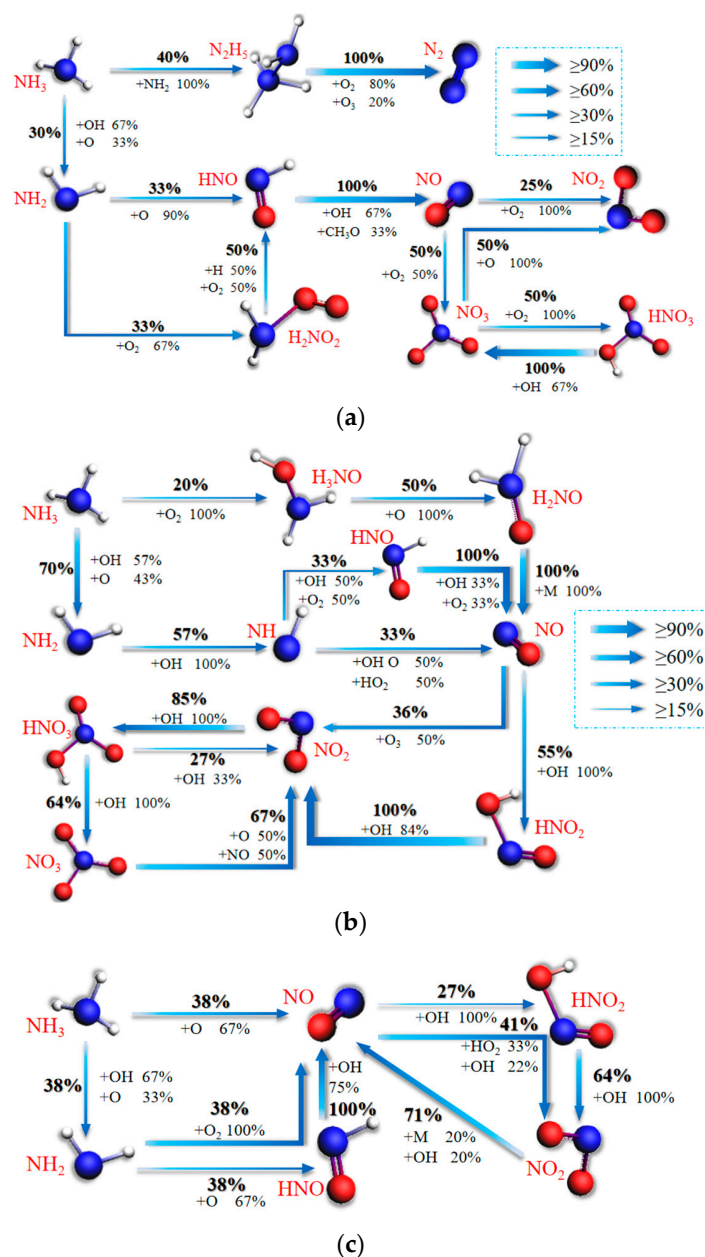 40%
N₂H₅
100%
N₂
NH₃
+NH₂ 100%
+O₂ 80%
+O₃ 20%
≥90%
≥60%
≥30%
≥15%
30%
+OH 67%
+O 33%
NH₂
33%
+O 90%
HNO
100%
+OH 67%
+CH₃O 33%
NO
25%
+O₂ 100%
NO₂
50%
+H 50%
+O₂ 50%
50%
+O₂ 50%
50%
+O 100%
33%
+O₂ 67%
H₂NO₂
NO₃
50%
+O₂ 100%
HNO₃
100%
+OH 67%
(a)
20%
+O₂ 100%
H₃NO
50%
+O 100%
H₂NO
NH₃
70%
+OH 57%
+O 43%
33%
+OH 50%
+O₂ 50%
HNO
100%
+OH 33%
+O₂ 33%
100%
+M 100%
NH₂
57%
+OH 100%
NH
33%
+OH O 50%
+HO₂ 50%
NO
≥90%
≥60%
≥30%
≥15%
85%
+OH 100%
HNO₃
27%
+OH 33%
NO₂
36%
+O₃ 50%
55%
+OH 100%
64%
+OH 100%
67%
+O 50%
+NO 50%
100%
+OH 84%
HNO₂
NO₃
(b)
38%
+O 67%
NO
27%
+OH 100%
HNO₂
NH₃
41%
+HO₂ 33%
+OH 22%
38%
+OH 67%
+O 33%
+OH
75%
64%
+OH 100%
38%
+O₂ 100%
100%
71%
+M 20%
+OH 20%
NH₂
38%
+O 67%
HNO
NO₂
(c)